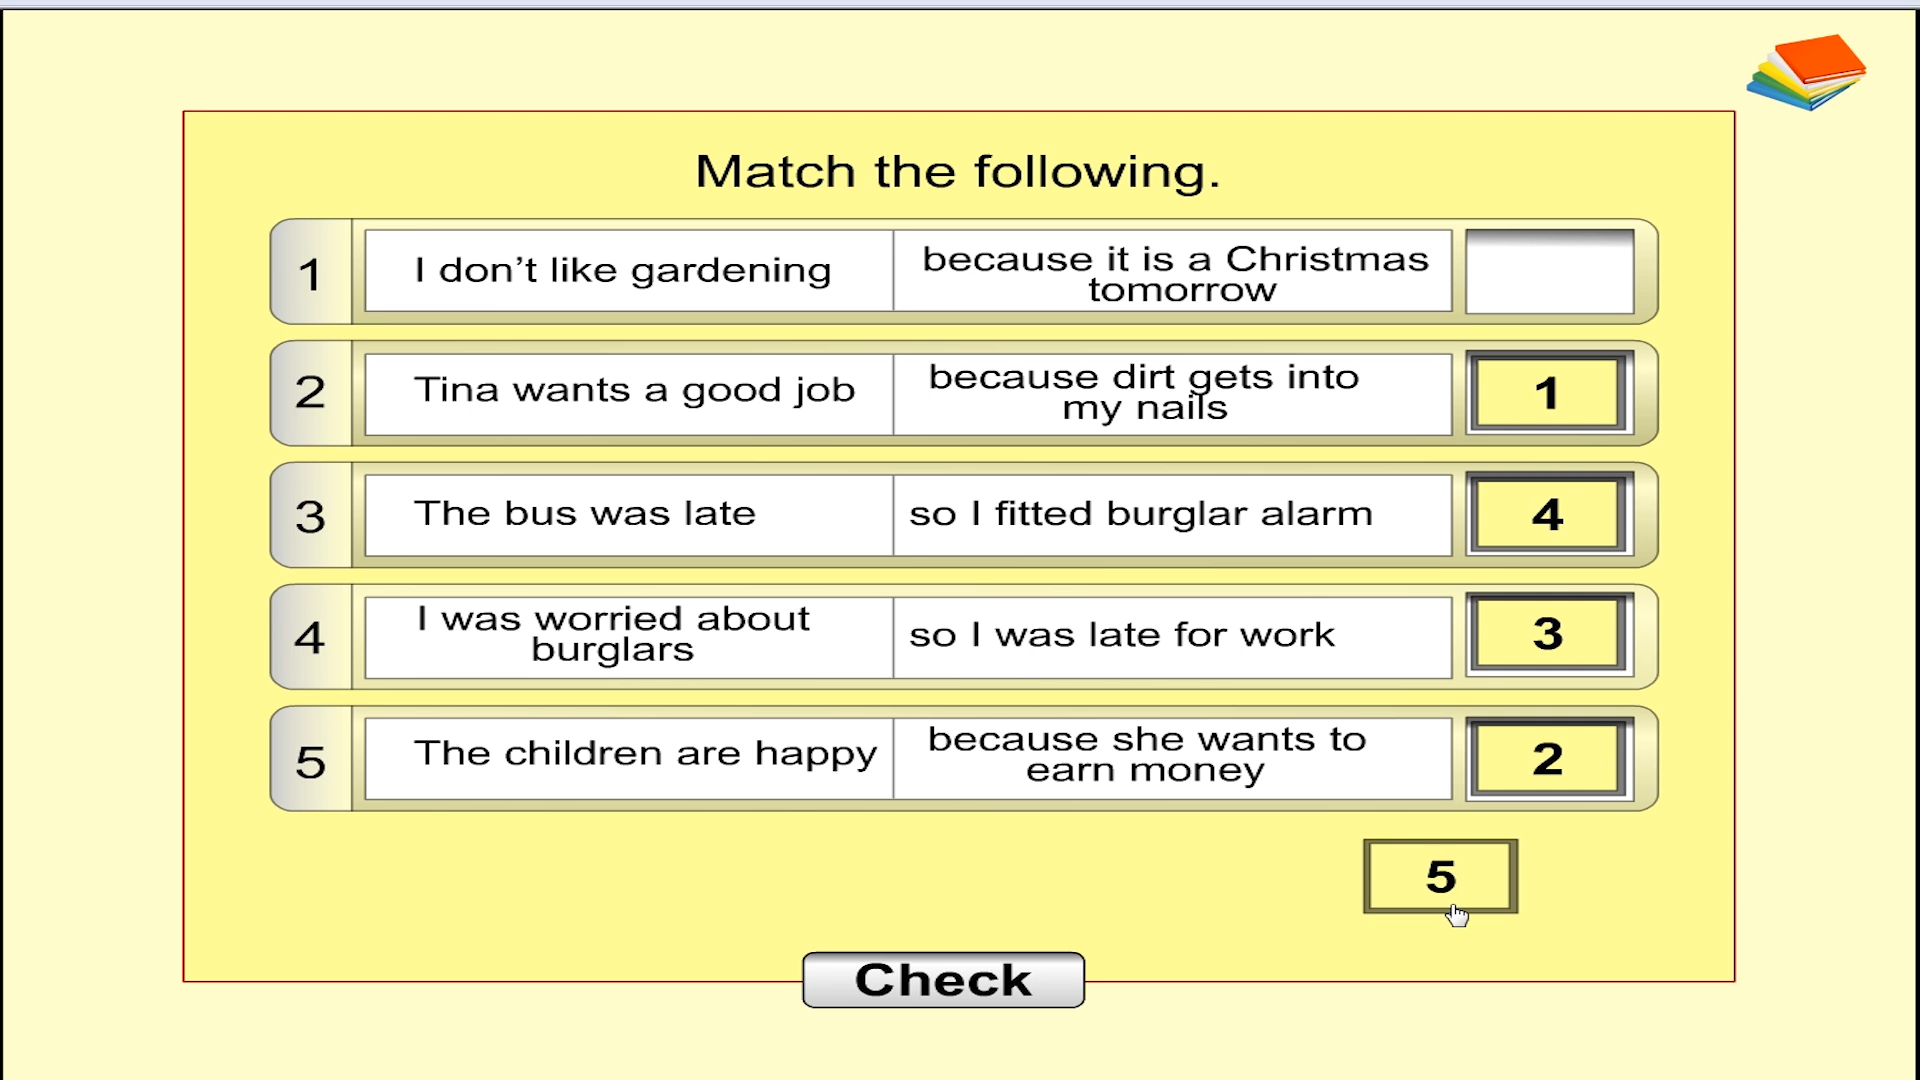 Match the following.
1 I don’t like gardening because it is a Christmas
tomorrow
2 Tina wants a good job because dirt gets into
my nails 1
3 The bus was late so I fitted burglar alarm 4
4 I was worried about
burglars so I was late for work 3
5 The children are happy because she wants to
earn money 2
5
Check